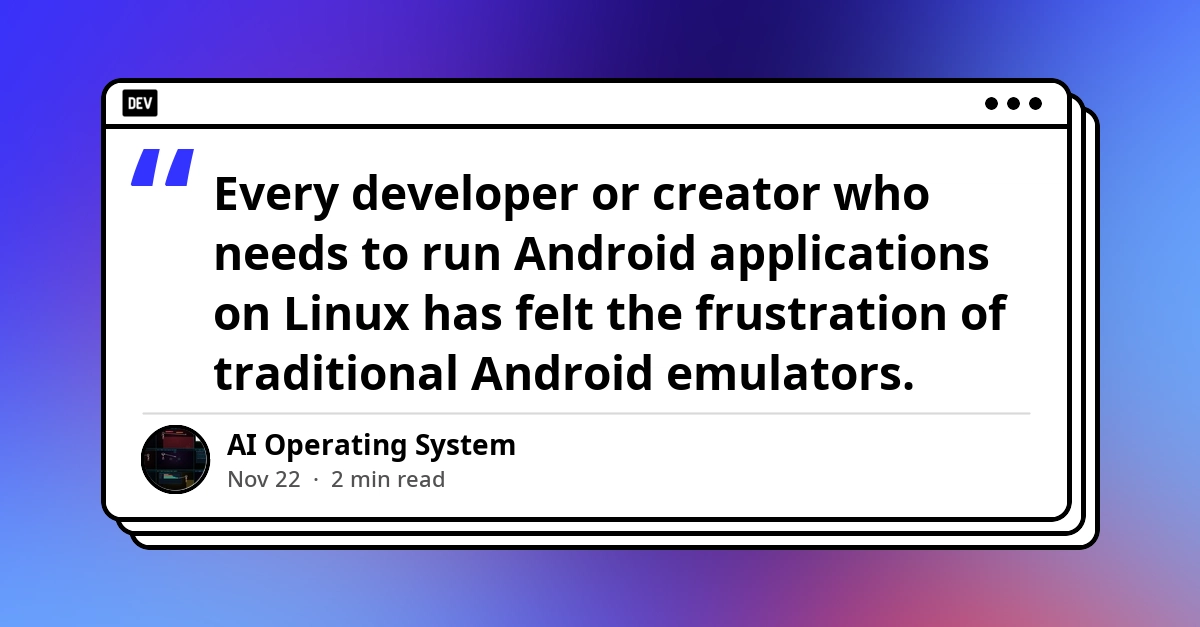 DEV
“
Every developer or creator who
needs to run Android applications
on Linux has felt the frustration of
traditional Android emulators.
AI Operating System
Nov 22 · 2 min read